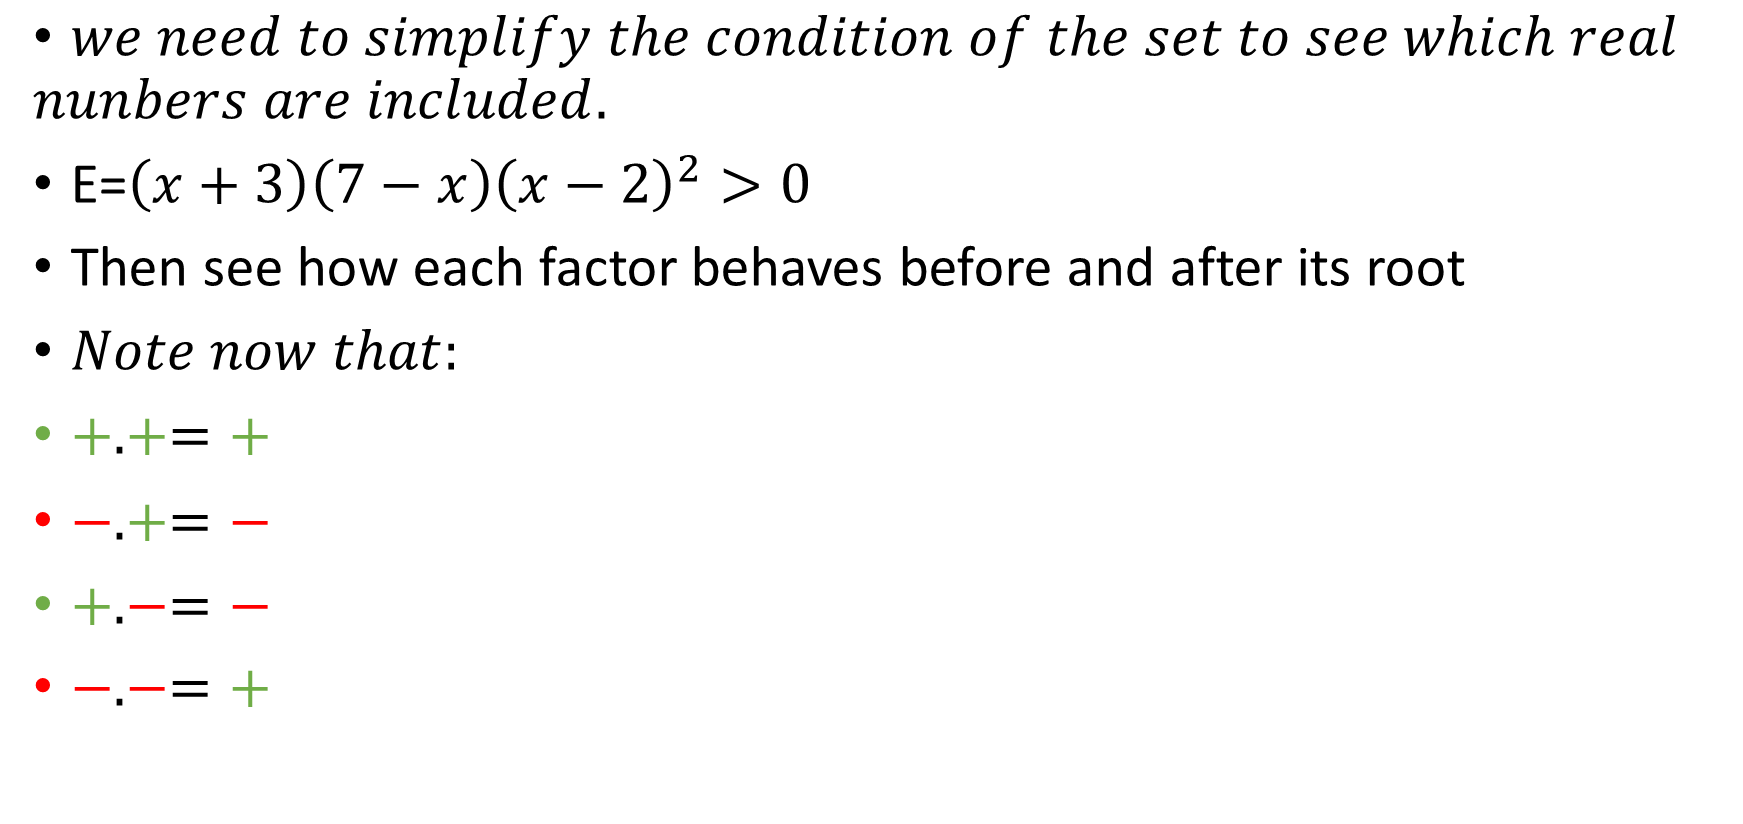 • we need to simplify the condition of the set to see which real
nunbers are included.
• E=(x + 3)(7 − x)(x − 2)² > 0
• Then see how each factor behaves before and after its root
• Note now that:
• +.+= +
• −.+= −
• +.−= −
• −.−= +